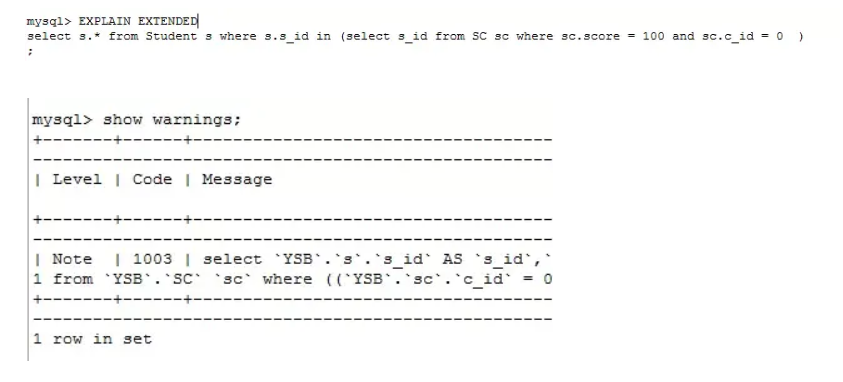 mysql> EXPLAIN EXTENDED
select s.* from Student s where s.s_id in (select s_id from SC sc where sc.score = 100 and sc.c_id = 0 )
;
mysql> show warnings;
+-------+------+------------------------------------
----------------------------------------------------
| Level | Code | Message
+-------+------+------------------------------------
----------------------------------------------------
| Note | 1003 | select `YSB`.`s`.`s_id` AS `s_id`,`
1 from `YSB`.`SC` `sc` where ((`YSB`.`sc`.`c_id` = 0
+-------+------+------------------------------------
----------------------------------------------------
1 row in set